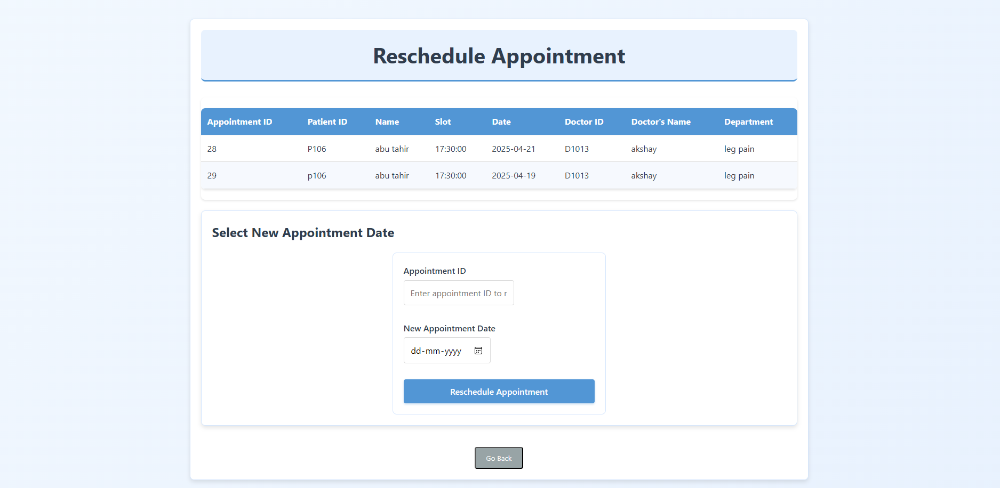 Reschedule Appointment
Appointment ID Patient ID Name Slot Date Doctor ID Doctor's Name Department
28 P106 abu tahir 17:30:00 2025-04-21 D1013 akshay leg pain
29 p106 abu tahir 17:30:00 2025-04-19 D1013 akshay leg pain
Select New Appointment Date
Appointment ID
Enter appointment ID to r
New Appointment Date
dd-mm-yyyy
Reschedule Appointment
Go Back